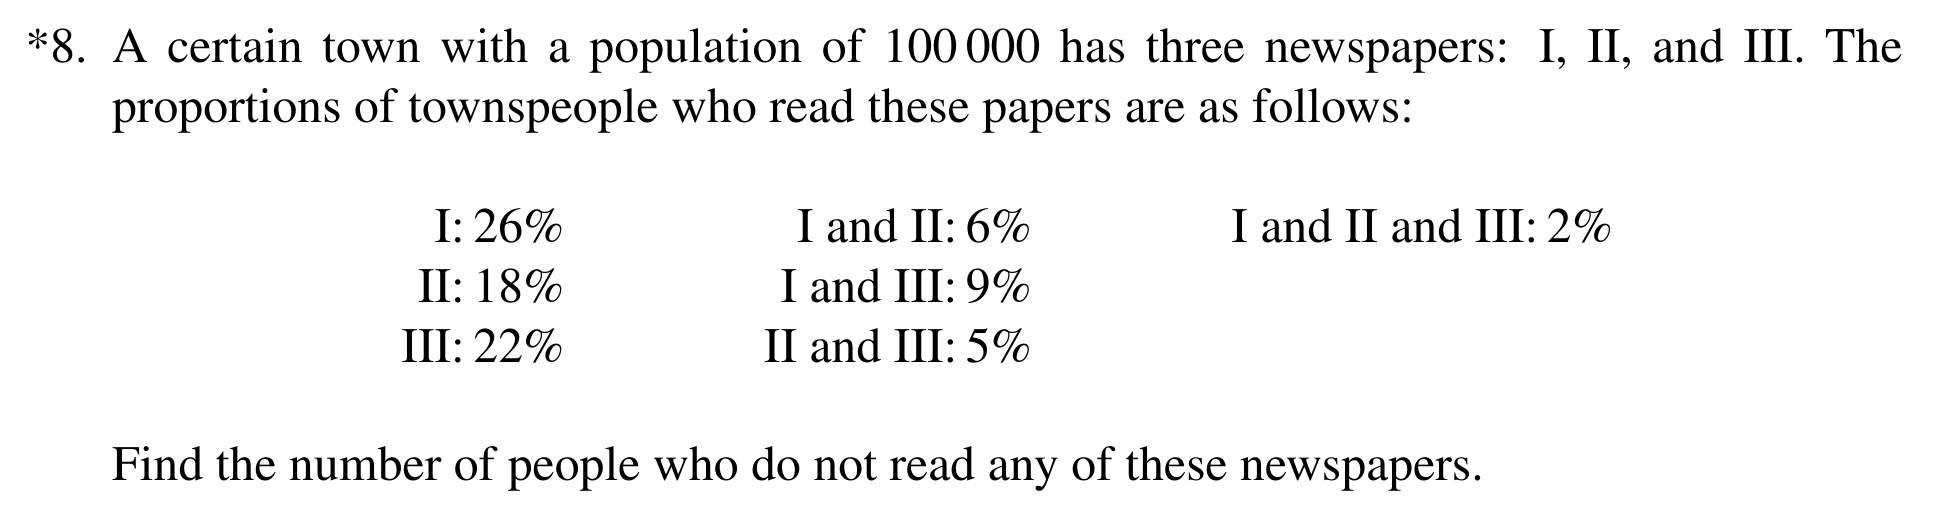 *8. A certain town with a population of 100 000 has three newspapers: I, II, and III. The
proportions of townspeople who read these papers are as follows:
I: 26% I and II: 6% I and II and III: 2%
II: 18% I and III: 9%
III: 22% II and III: 5%
Find the number of people who do not read any of these newspapers.